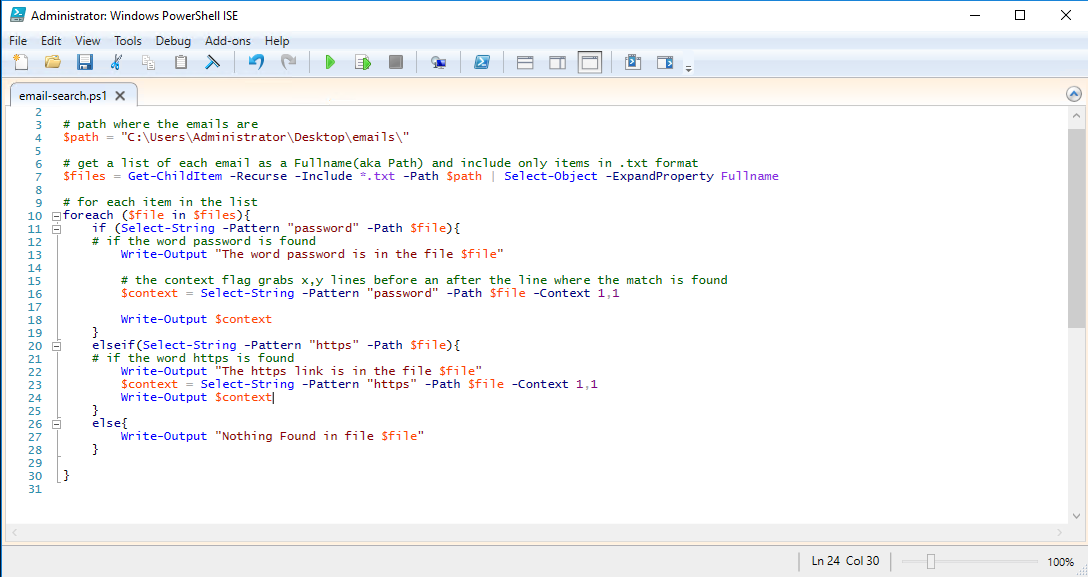 Administrator: Windows PowerShell ISE
File Edit View Tools Debug Add-ons Help
email-search.ps1
2
3 # path where the emails are
4 $path = "C:\Users\Administrator\Desktop\emails\"
5
6 # get a list of each email as a Fullname(aka Path) and include only items in .txt format
7 $files = Get-ChildItem -Recurse -Include *.txt -Path $path | Select-Object -ExpandProperty Fullname
8
9 # for each item in the list
10 foreach ($file in $files){
11     if (Select-String -Pattern "password" -Path $file){
12     # if the word password is found
13         Write-Output "The word password is in the file $file"
14
15         # the context flag grabs x,y lines before an after the line where the match is found
16         $context = Select-String -Pattern "password" -Path $file -Context 1,1
17
18         Write-Output $context
19     }
20     elseif(Select-String -Pattern "https" -Path $file){
21     # if the word https is found
22         Write-Output "The https link is in the file $file"
23         $context = Select-String -Pattern "https" -Path $file -Context 1,1
24         Write-Output $context
25     }
26     else{
27         Write-Output "Nothing Found in file $file"
28     }
29
30 }
31
Ln 24 Col 30 100%